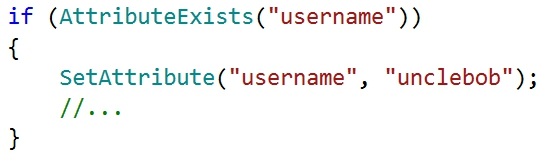 if (AttributeExists("username"))
{
    SetAttribute("username", "unclebob");
    //...
}